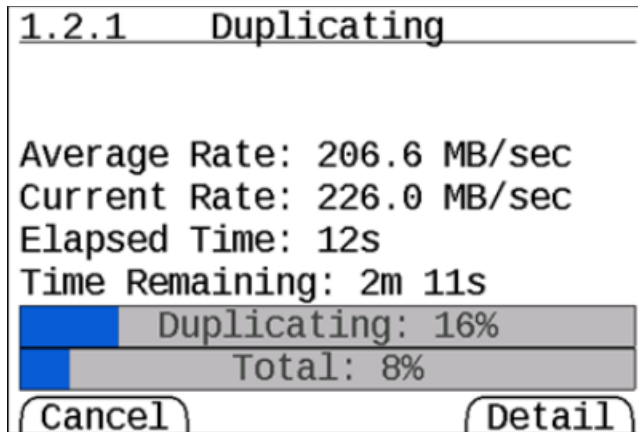 1.2.1 Duplicating
Average Rate: 206.6 MB/sec
Current Rate: 226.0 MB/sec
Elapsed Time: 12s
Time Remaining: 2m 11s
Duplicating: 16%
Total: 8%
Cancel Detail